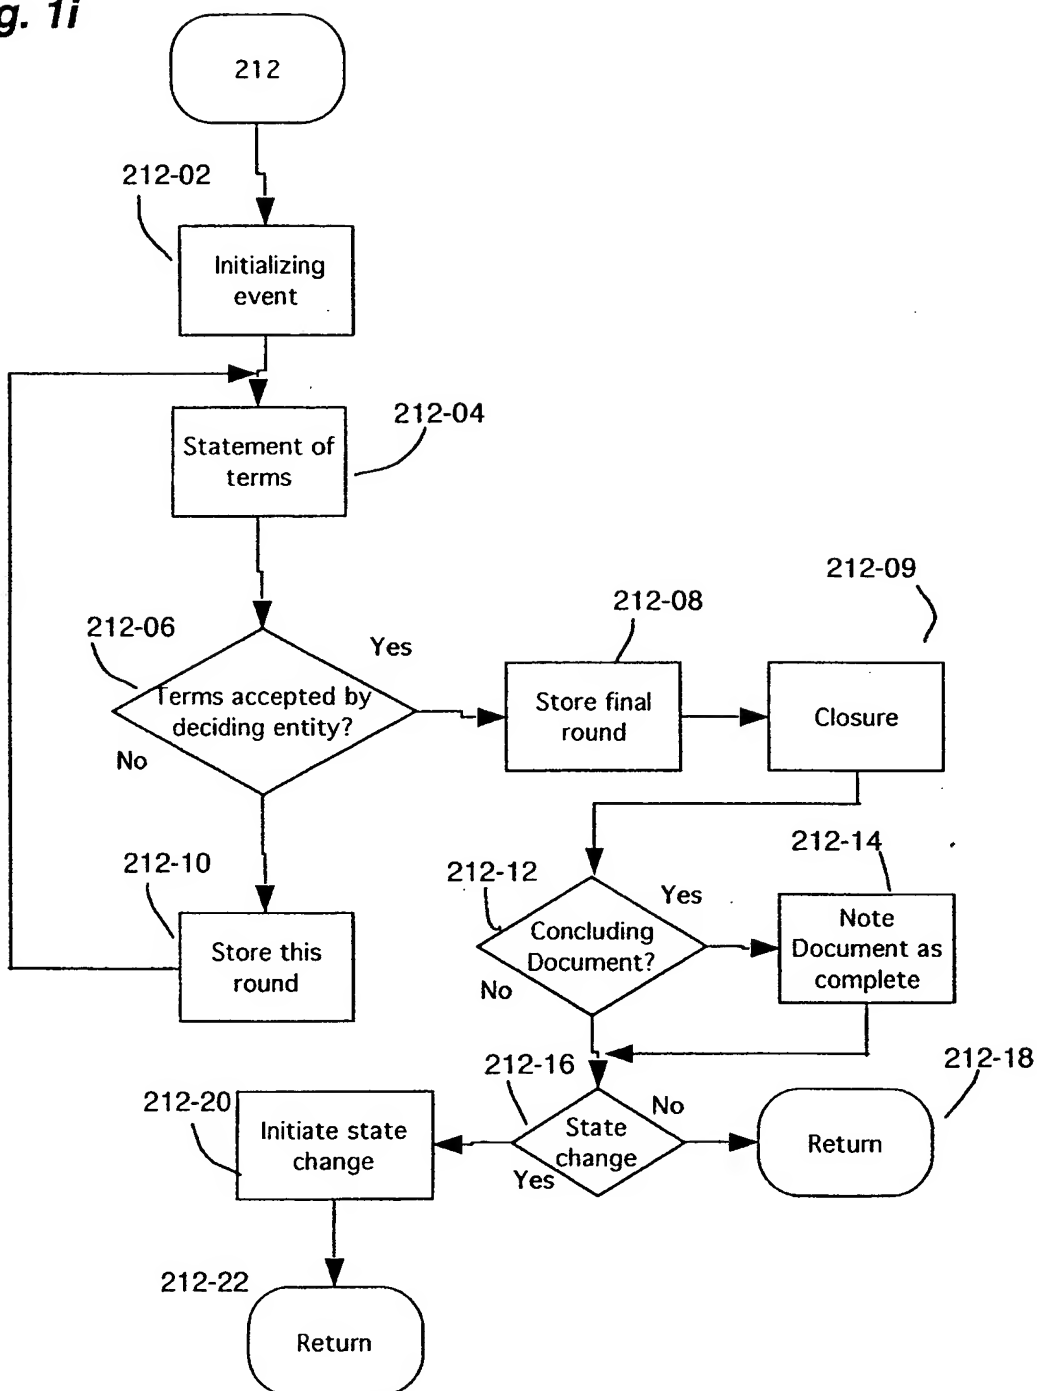 g. 1i
212
212-02
Initializing
event
212-04
Statement of
terms
212-09
212-08
212-06
Yes
Terms accepted by
deciding entity?
No
Store final
round
Closure
212-14
212-10
212-12
Yes
Store this
round
Concluding
Document?
No
Note
Document as
complete
212-16
212-18
212-20
No
Initiate state
change
State
change
Yes
Return
212-22
Return